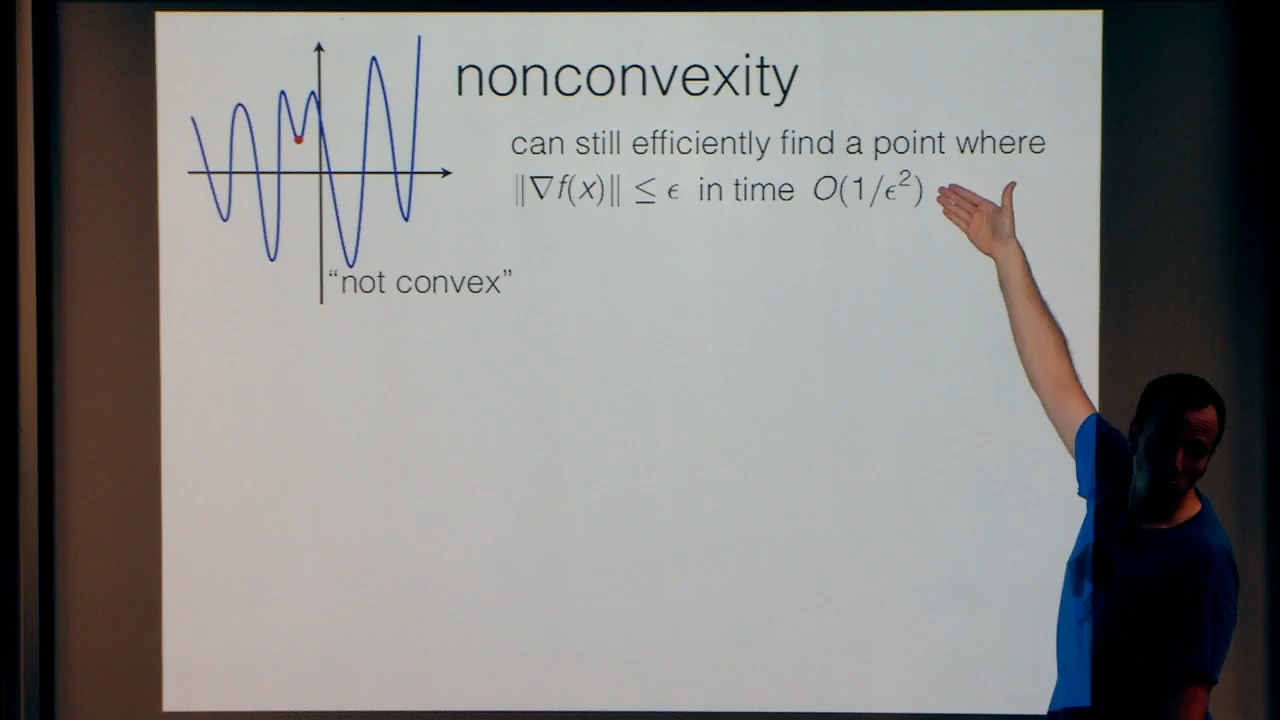 nonconvexity
can still efficiently find a point where
‖∇f(x)‖ ≤ ϵ in time O(1/ϵ²)
“not convex”